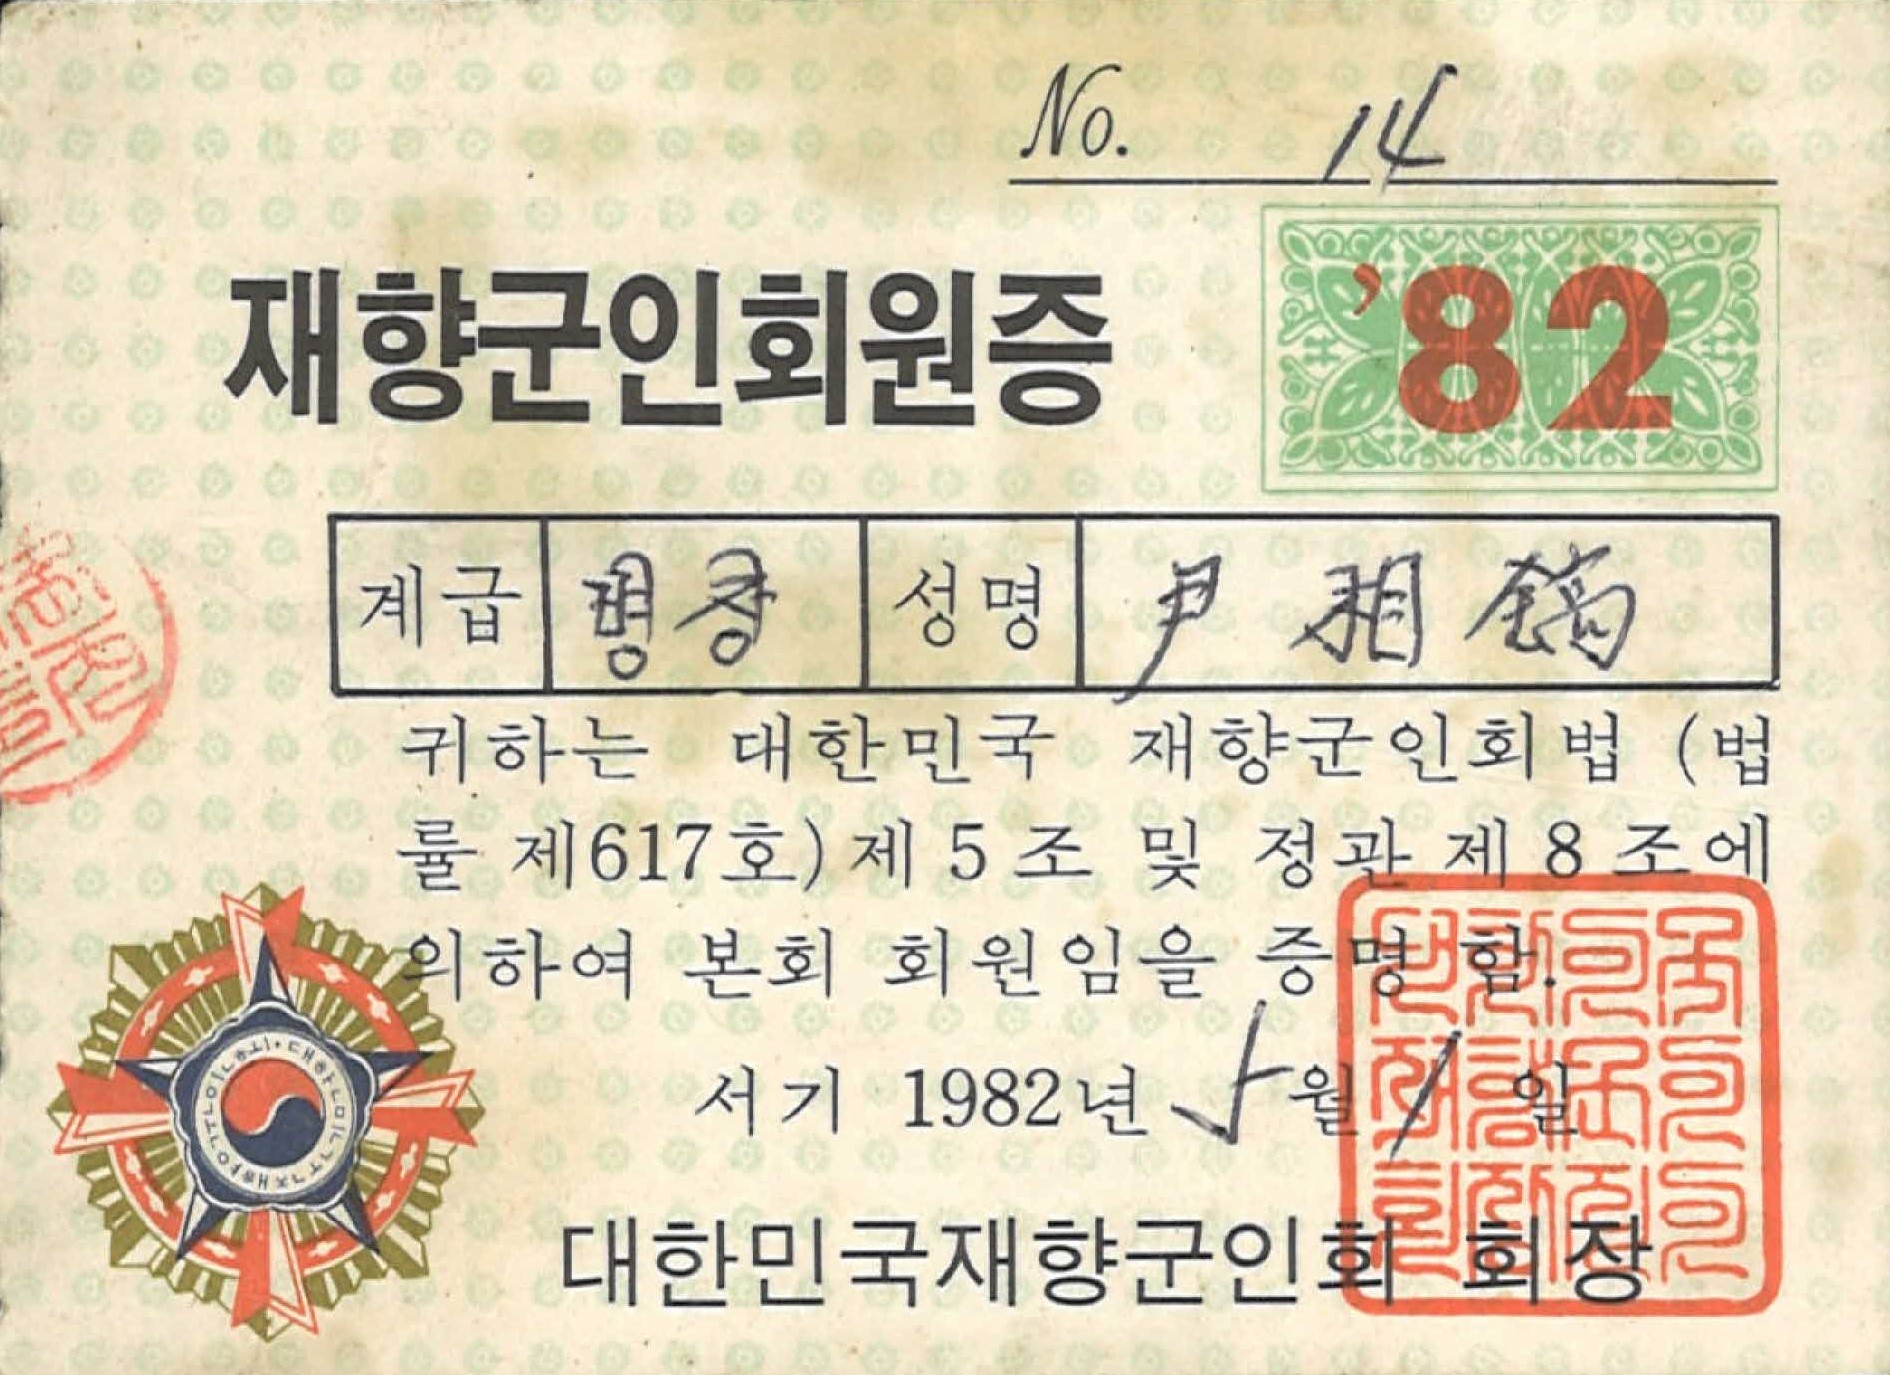 No. 14
재향군인회원증
'82
계급 병장 성명 尹相鎬
귀하는 대한민국 재향군인회법 (법
률 제617호) 제 5 조 및 정관 제 8 조에
의하여 본회 회원임을 증명 함.
서기 1982년 5월 1일
대한민국재향군인회 회장